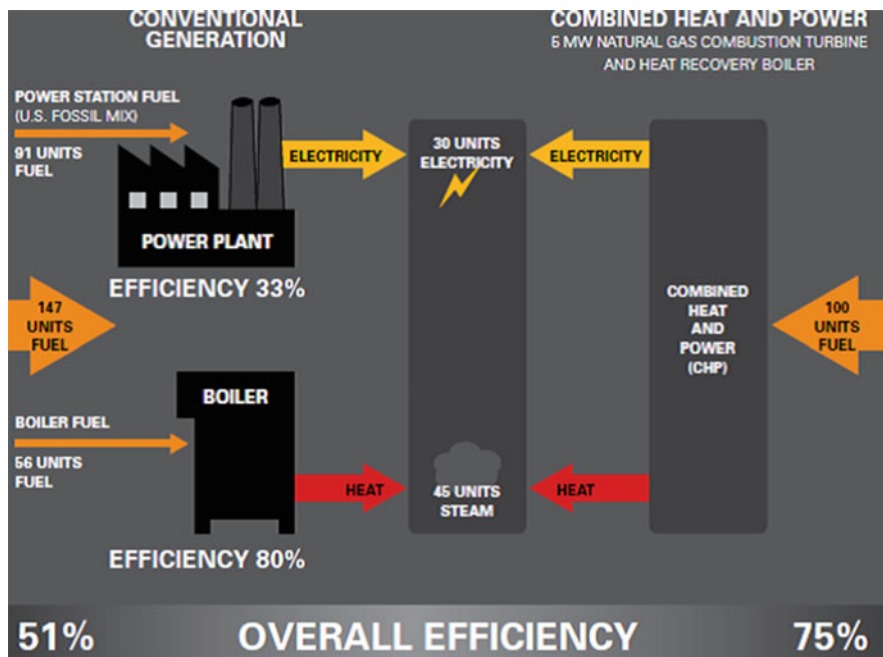 CONVENTIONAL
GENERATION
COMBINED HEAT AND POWER
5 MW NATURAL GAS COMBUSTION TURBINE
AND HEAT RECOVERY BOILER
POWER STATION FUEL
(U.S. FOSSIL MIX)
91 UNITS
FUEL
POWER PLANT
EFFICIENCY 33%
ELECTRICITY
30 UNITS
ELECTRICITY
ELECTRICITY
147
UNITS
FUEL
COMBINED
HEAT
AND
POWER
(CHP)
100
UNITS
FUEL
BOILER FUEL
56 UNITS
FUEL
BOILER
EFFICIENCY 80%
HEAT
45 UNITS
STEAM
HEAT
51%
OVERALL EFFICIENCY
75%